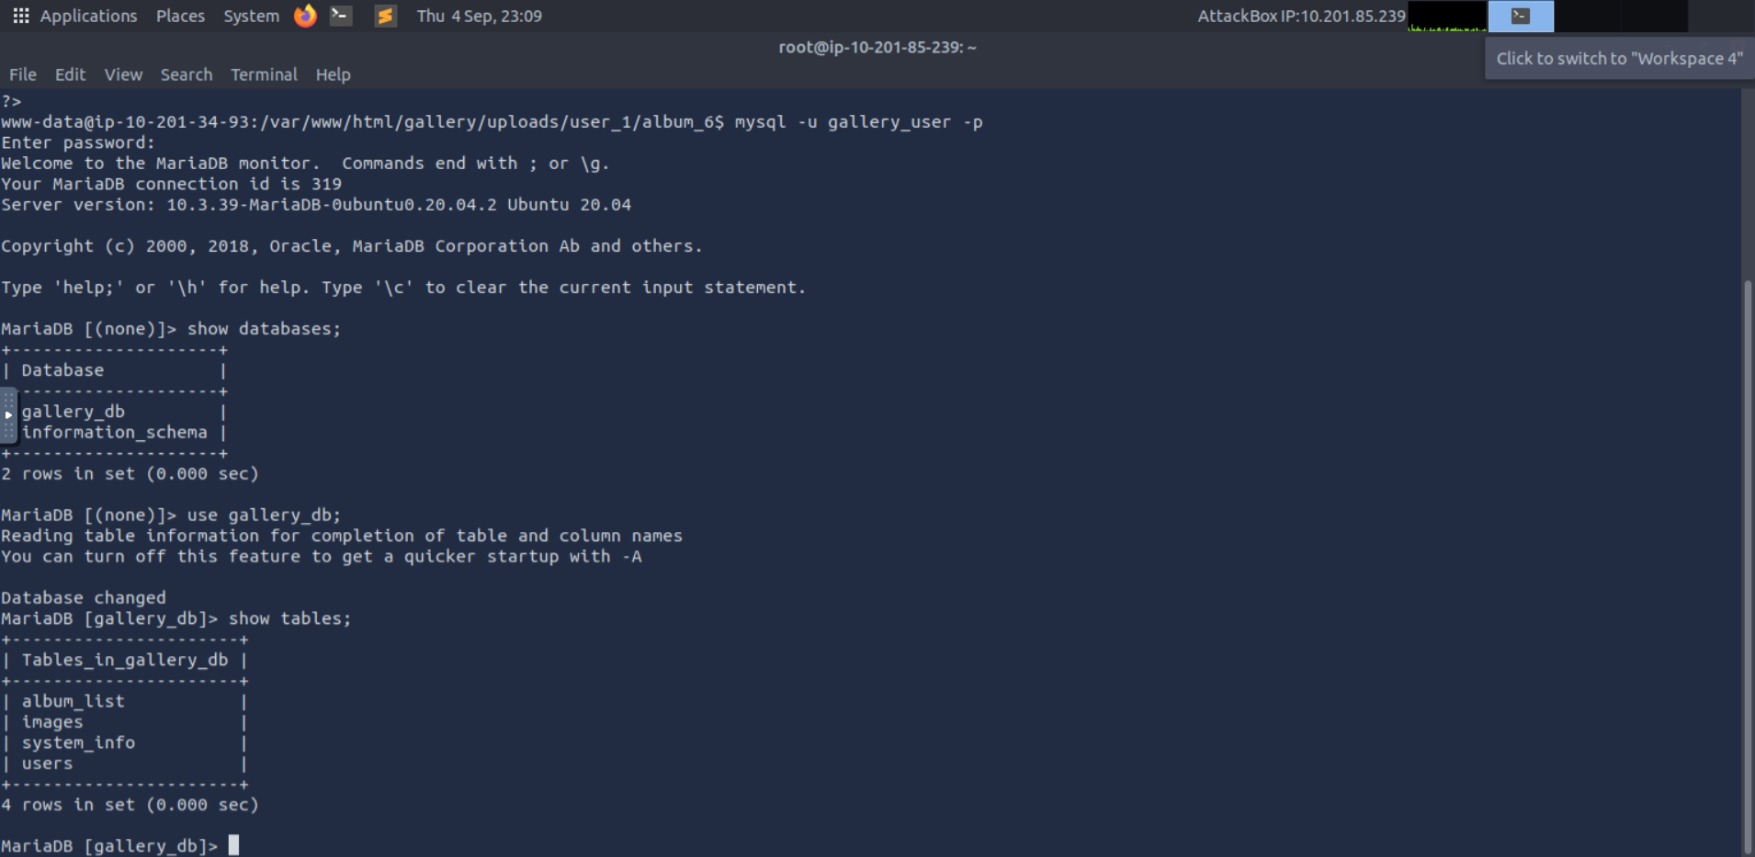 Applications Places System Thu 4 Sep, 23:09 AttackBox IP:10.201.85.239
root@ip-10-201-85-239: ~
Click to switch to "Workspace 4"
File Edit View Search Terminal Help
?>
www-data@ip-10-201-34-93:/var/www/html/gallery/uploads/user_1/album_6$ mysql -u gallery_user -p
Enter password:
Welcome to the MariaDB monitor.  Commands end with ; or \g.
Your MariaDB connection id is 319
Server version: 10.3.39-MariaDB-0ubuntu0.20.04.2 Ubuntu 20.04
Copyright (c) 2000, 2018, Oracle, MariaDB Corporation Ab and others.
Type 'help;' or '\h' for help. Type '\c' to clear the current input statement.
MariaDB [(none)]> show databases;
+--------------------+
| Database           |
--------------------+
gallery_db         |
information_schema |
+--------------------+
2 rows in set (0.000 sec)
MariaDB [(none)]> use gallery_db;
Reading table information for completion of table and column names
You can turn off this feature to get a quicker startup with -A
Database changed
MariaDB [gallery_db]> show tables;
+----------------------+
| Tables_in_gallery_db |
+----------------------+
| album_list           |
| images               |
| system_info          |
| users                |
+----------------------+
4 rows in set (0.000 sec)
MariaDB [gallery_db]>